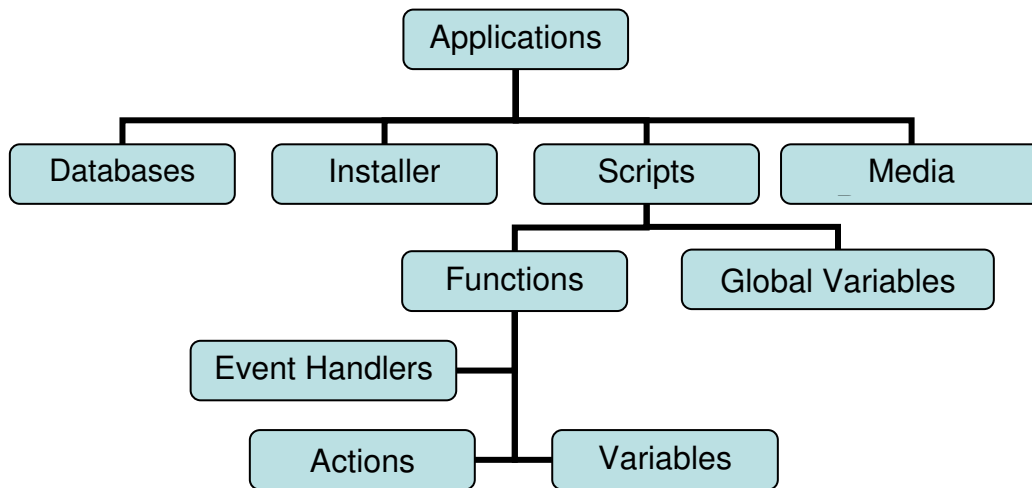 Applications
Databases
Installer
Scripts
Media
Functions
Global Variables
Event Handlers
Actions
Variables